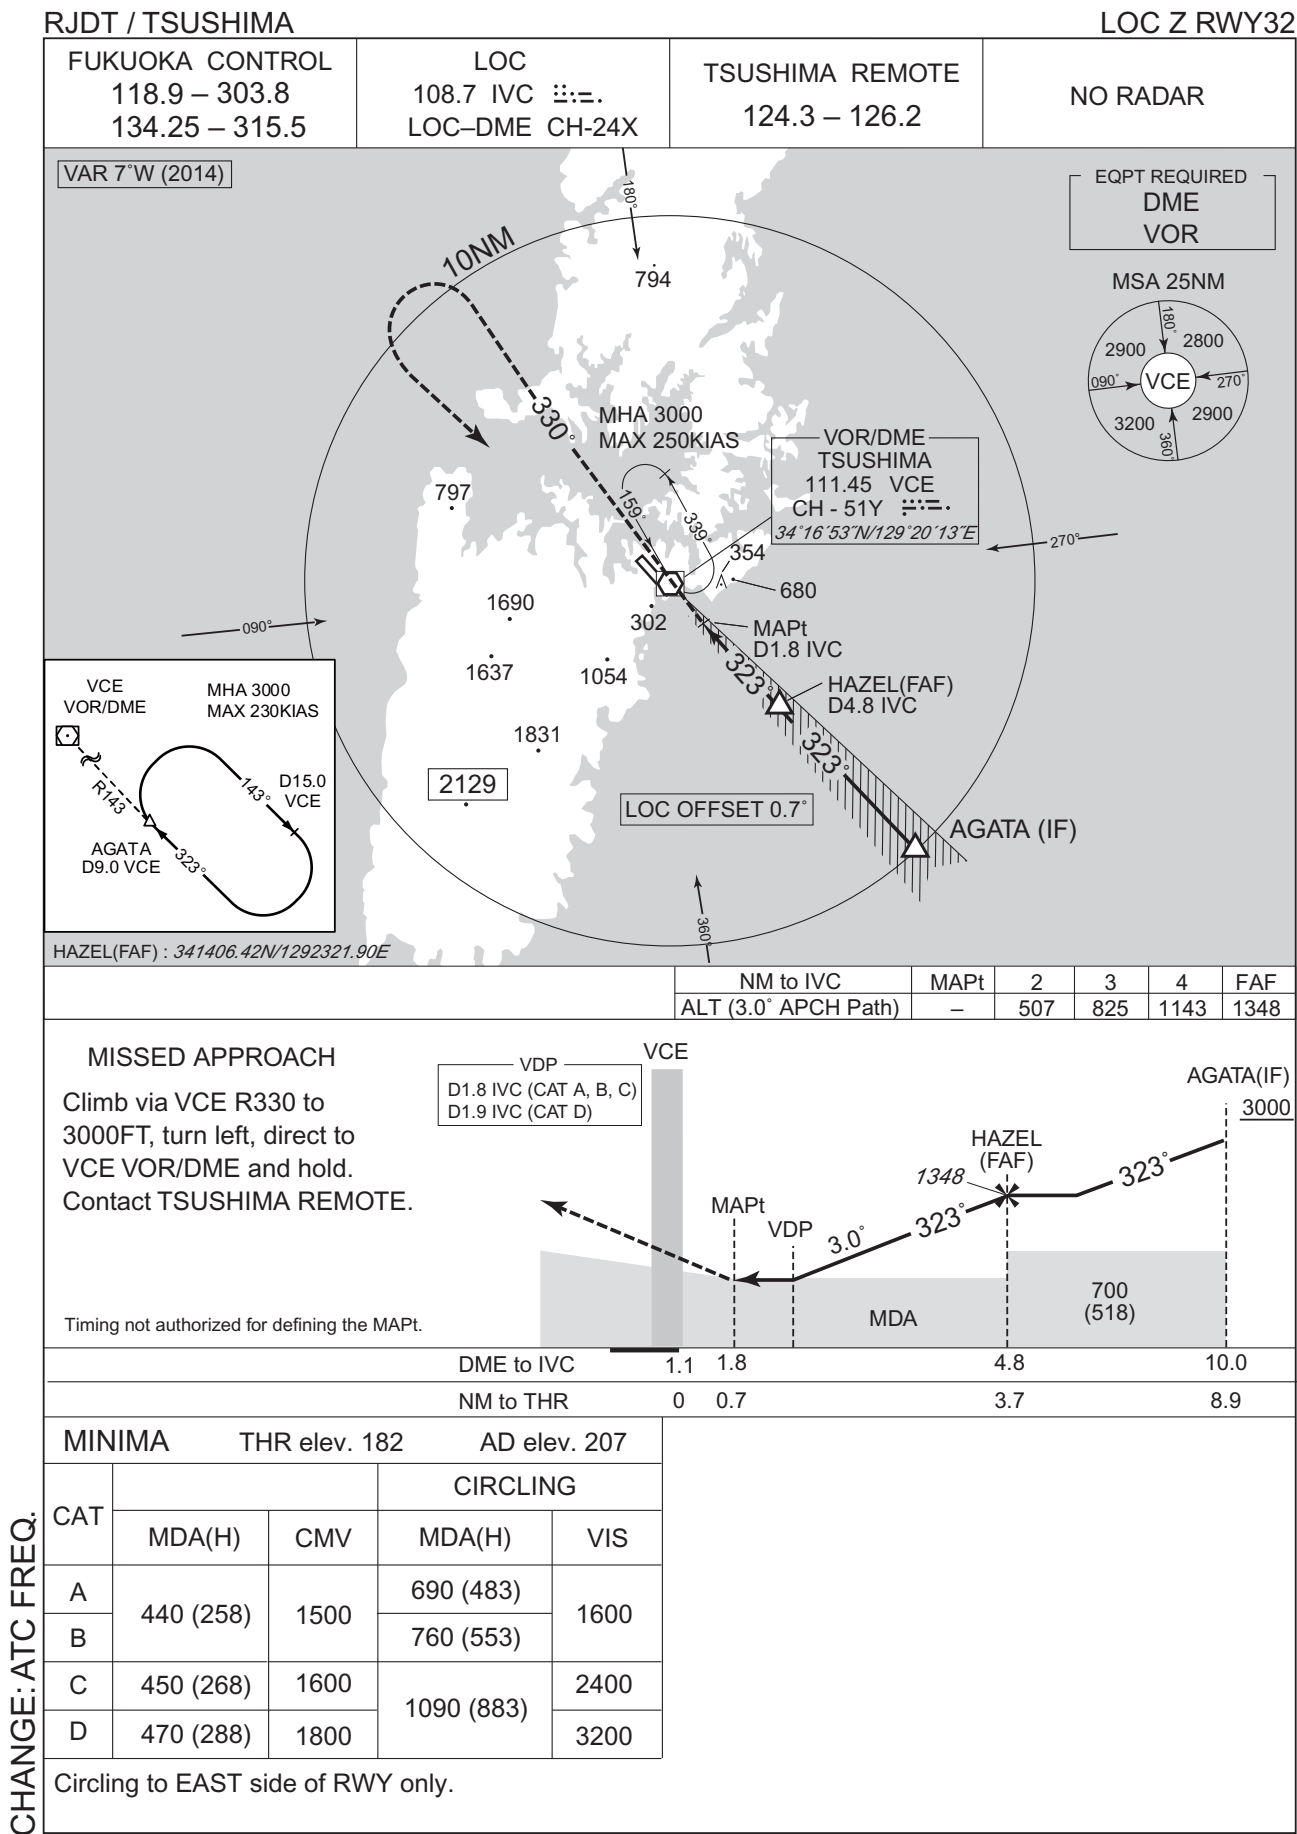 RJDT / TSUSHIMA
LOC Z RWY32
FUKUOKA CONTROL
118.9 – 303.8
134.25 – 315.5
LOC
108.7 IVC
LOC–DME CH-24X
TSUSHIMA REMOTE
124.3 – 126.2
NO RADAR
VAR 7°W (2014)
EQPT REQUIRED
DME
VOR
MSA 25NM
180°
2900
2800
090°
VCE
270°
3200
2900
360°
180°
10NM
794
330°
MHA 3000
MAX 250KIAS
VOR/DME
TSUSHIMA
111.45 VCE
CH - 51Y
34°16´53˝N/129°20´13˝E
797
159°
339°
354
270°
680
1690
302
090°
MAPt
D1.8 IVC
1637
1054
323°
HAZEL(FAF)
D4.8 IVC
1831
323°
2129
LOC OFFSET 0.7°
AGATA (IF)
360°
VCE
VOR/DME
MHA 3000
MAX 230KIAS
R143
143°
D15.0
VCE
AGATA
D9.0 VCE
323°
HAZEL(FAF) : 341406.42N/1292321.90E
NM to IVC MAPt 2 3 4 FAF
ALT (3.0° APCH Path) – 507 825 1143 1348
MISSED APPROACH
Climb via VCE R330 to
3000FT, turn left, direct to
VCE VOR/DME and hold.
Contact TSUSHIMA REMOTE.
Timing not authorized for defining the MAPt.
VDP
D1.8 IVC (CAT A, B, C)
D1.9 IVC (CAT D)
VCE
AGATA(IF)
3000
HAZEL
(FAF)
1348
323°
MAPt
VDP
3.0°
323°
MDA
700
(518)
DME to IVC 1.1 1.8 4.8 10.0
NM to THR 0 0.7 3.7 8.9
MINIMA THR elev. 182 AD elev. 207
CAT
CIRCLING
MDA(H) CMV MDA(H) VIS
A 440 (258) 1500 690 (483) 1600
B 760 (553)
C 450 (268) 1600 1090 (883) 2400
D 470 (288) 1800 3200
Circling to EAST side of RWY only.
CHANGE: ATC FREQ.